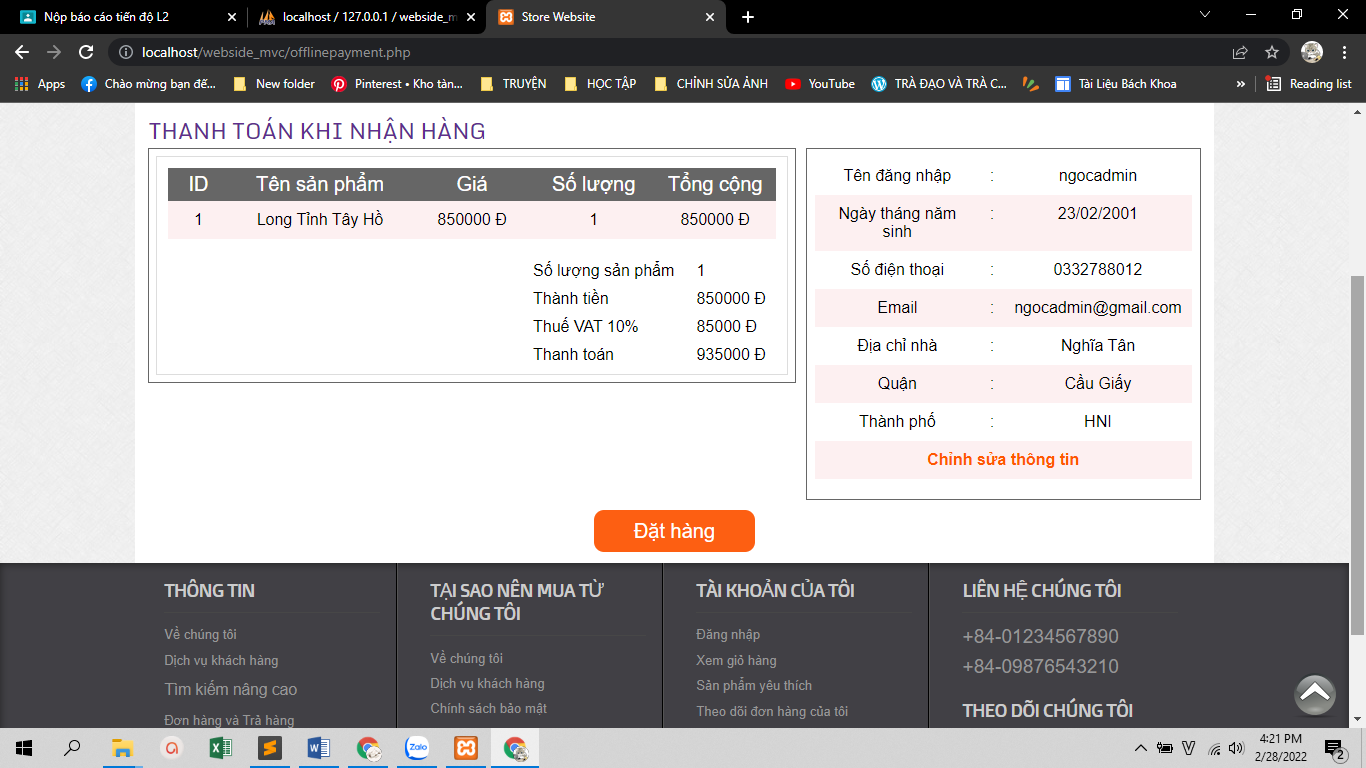 Nộp báo cáo tiến độ L2
localhost / 127.0.0.1 / webside_m
Store Website
localhost/webside_mvc/offlinepayment.php
Apps
Chào mừng bạn đế...
New folder
Pinterest • Kho tàn...
TRUYỆN
HỌC TẬP
CHỈNH SỬA ẢNH
YouTube
TRÀ ĐẠO VÀ TRÀ C...
Tài Liệu Bách Khoa
»
Reading list
THANH TOÁN KHI NHẬN HÀNG
ID Tên sản phẩm Giá Số lượng Tổng cộng
1 Long Tỉnh Tây Hồ 850000 Đ 1 850000 Đ
Số lượng sản phẩm 1
Thành tiền 850000 Đ
Thuế VAT 10% 85000 Đ
Thanh toán 935000 Đ
Tên đăng nhập : ngocadmin
Ngày tháng năm : 23/02/2001
sinh
Số điện thoại : 0332788012
Email : ngocadmin@gmail.com
Địa chỉ nhà : Nghĩa Tân
Quận : Cầu Giấy
Thành phố : HNI
Chỉnh sửa thông tin
Đặt hàng
THÔNG TIN
Về chúng tôi
Dịch vụ khách hàng
Tìm kiếm nâng cao
Đơn hàng và Trả hàng
TẠI SAO NÊN MUA TỪ
CHÚNG TÔI
Về chúng tôi
Dịch vụ khách hàng
Chính sách bảo mật
TÀI KHOẢN CỦA TÔI
Đăng nhập
Xem giỏ hàng
Sản phẩm yêu thích
Theo dõi đơn hàng của tôi
LIÊN HỆ CHÚNG TÔI
+84-01234567890
+84-09876543210
THEO DÕI CHÚNG TÔI
Zalo
4:21 PM
2/28/2022
2